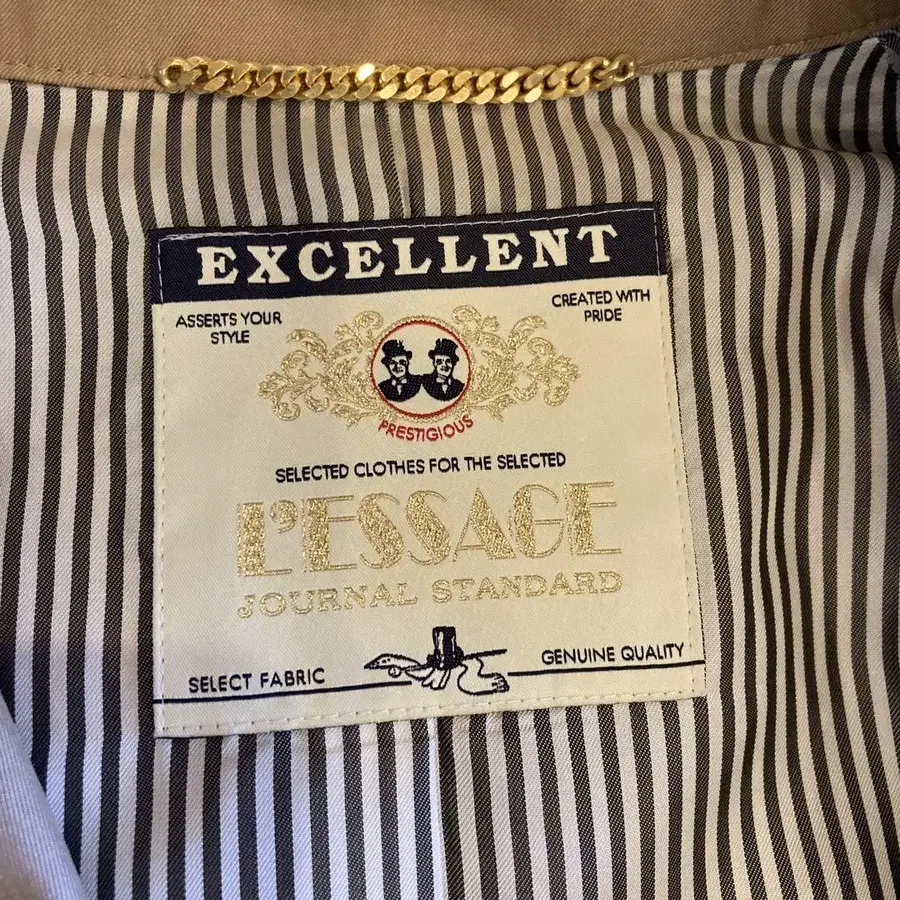 EXCELLENT
ASSERTS YOUR
STYLE
CREATED WITH
PRIDE
PRESTIGIOUS
SELECTED CLOTHES FOR THE SELECTED
L'ESSAGE
JOURNAL STANDARD
SELECT FABRIC
GENUINE QUALITY